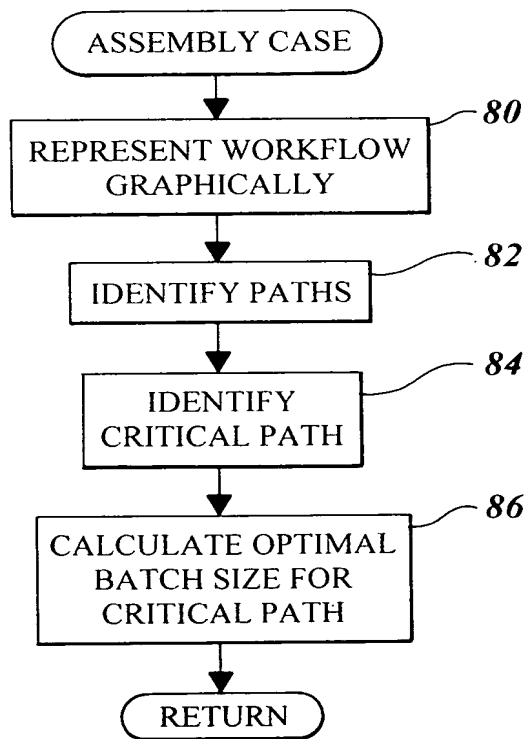 ASSEMBLY CASE
80
REPRESENT WORKFLOW
GRAPHICALLY
82
IDENTIFY PATHS
84
IDENTIFY
CRITICAL PATH
86
CALCULATE OPTIMAL
BATCH SIZE FOR
CRITICAL PATH
RETURN